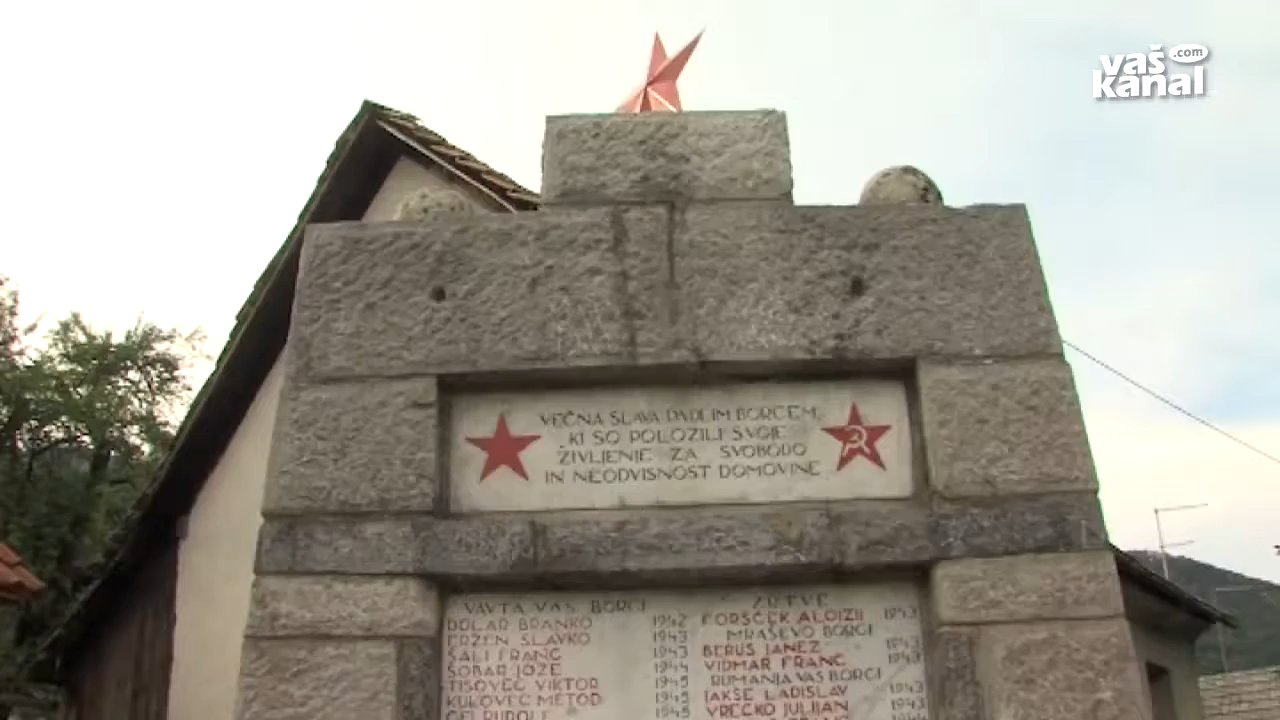 vaš .com
kanal
VEČNA SLAVA PADLIM BORCEM,
KI SO POLOŽILI SVOJE
ŽIVLJENJE ZA SVOBODO
IN NEODVISNOST DOMOVINE
VAVTA VAS BORCI
DOLAR BRANKO 1942
ERŽEN SLAVKO 1943
ŠALI FRANC 1943
ŠOBAR JOŽE 1944
TISOVEC VIKTOR 1945
KULOVEC METOD 1945
1945
ŽRTVE
FORŠČEK ALOJZIJ 1943
MRAŠEVO BORCI
BERUS JANEZ 1943
VIDMAR FRANC 1943
RUMANJA VAS BORCI
JAKŠE LADISLAV 1943
VREČKO JULIJAN 1943